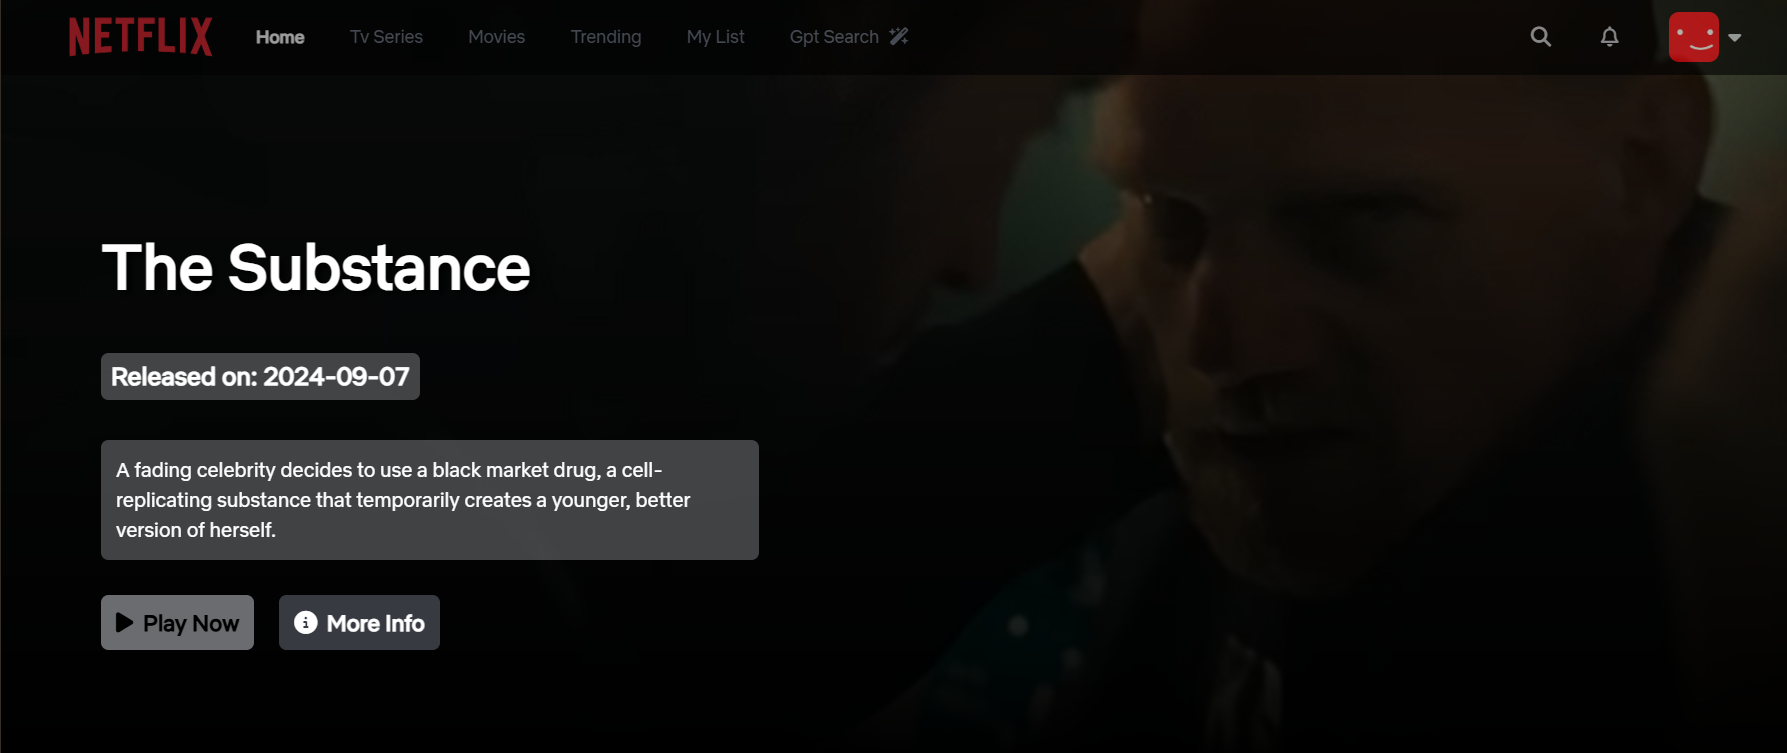 NETFLIX
Home
Tv Series
Movies
Trending
My List
Gpt Search
The Substance
Released on: 2024-09-07
A fading celebrity decides to use a black market drug, a cell-
replicating substance that temporarily creates a younger, better
version of herself.
Play Now
More Info